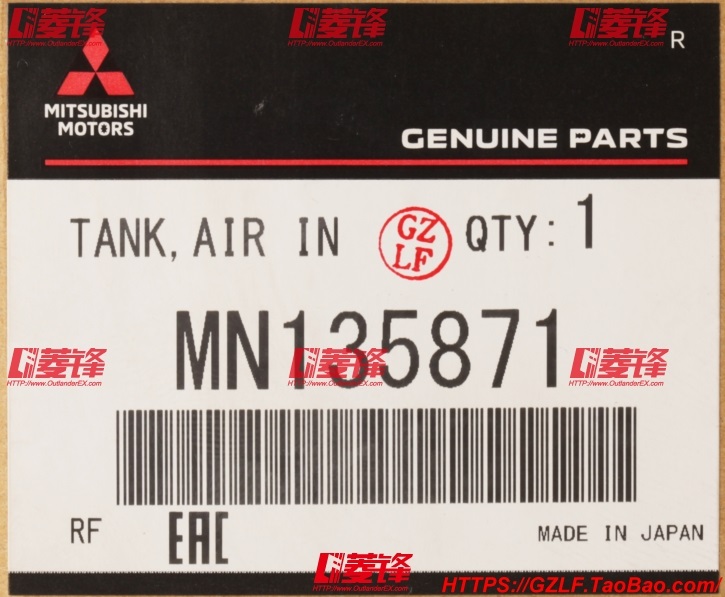 菱锋 菱锋 菱锋
HTTP://www.OutlanderEX.com HTTP://www.OutlanderEX.com HTTP://www.OutlanderEX.com
R
MITSUBISHI
MOTORS
GENUINE PARTS
TANK, AIR IN
GZ
LF
QTY: 1
MN135871
菱锋 菱锋 菱锋
HTTP://www.OutlanderEX.com HTTP://www.OutlanderEX.com HTTP://www.OutlanderEX.com
RF
EAC
MADE IN JAPAN
菱锋
HTTP://www.OutlanderEX.com
HTTPS://GZLF.TaoBao.com/